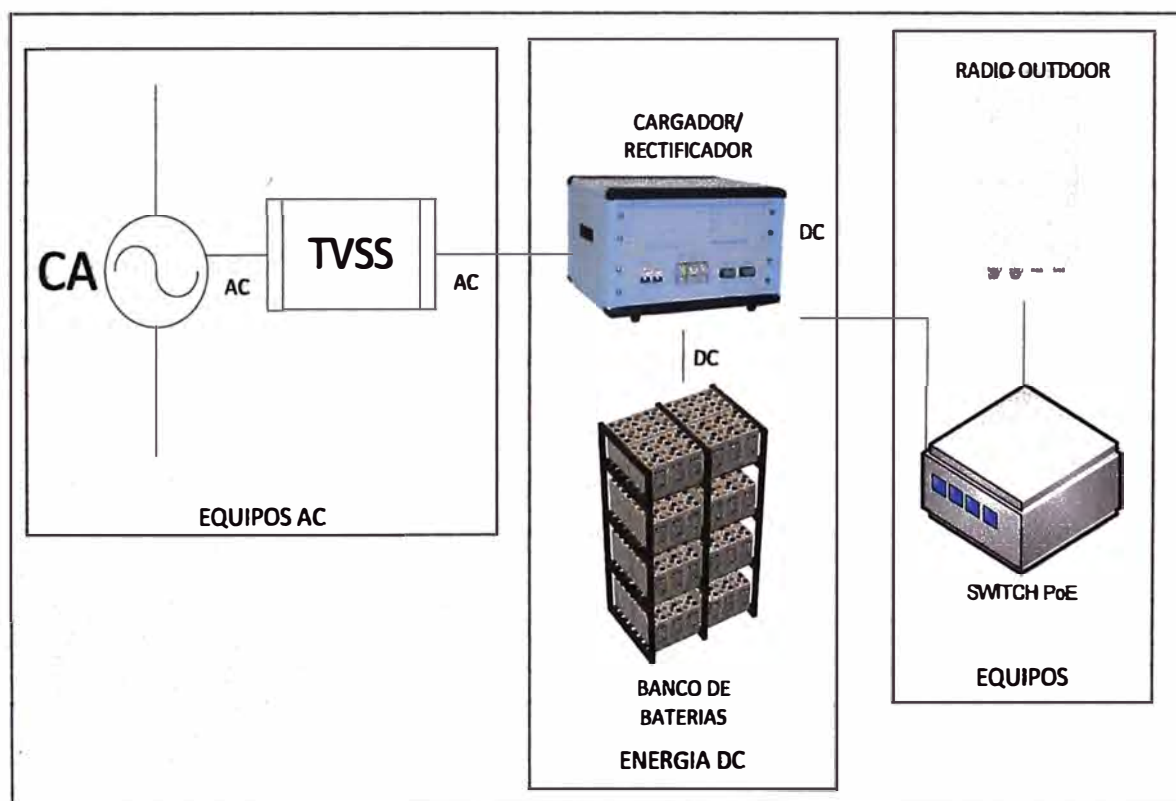 CA
AC
TVSS
AC
EQUIPOS AC
CARGADOR/
RECTIFICADOR
DC
DC
BANCO DE
BATERIAS
ENERGIA DC
RADIO OUTDOOR
SWITCH PoE
EQUIPOS